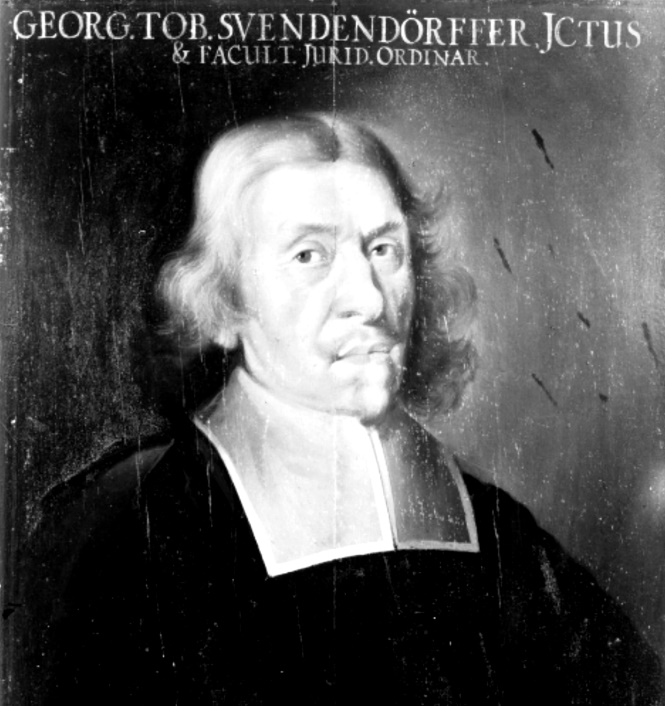 GEORG. TOB. SVENDENDÖRFFER. JCTUS
& FACULT. JURID. ORDINAR.